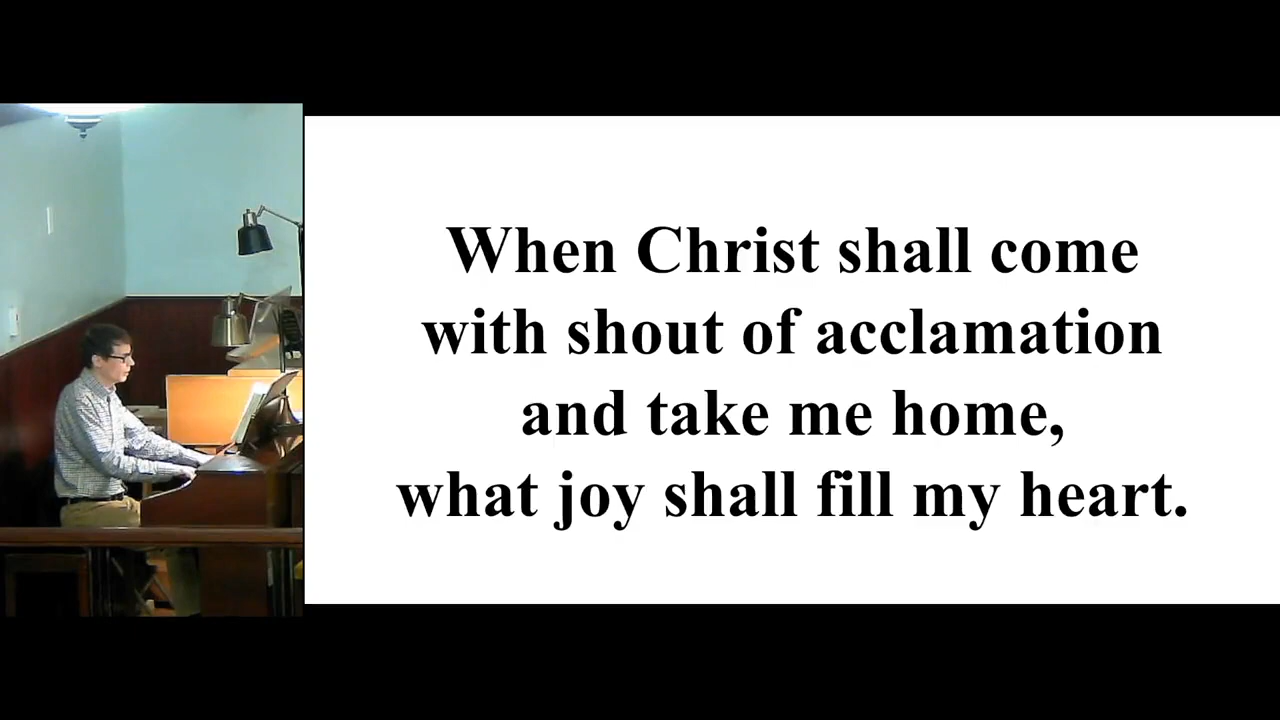 When Christ shall come
with shout of acclamation
and take me home,
what joy shall fill my heart.